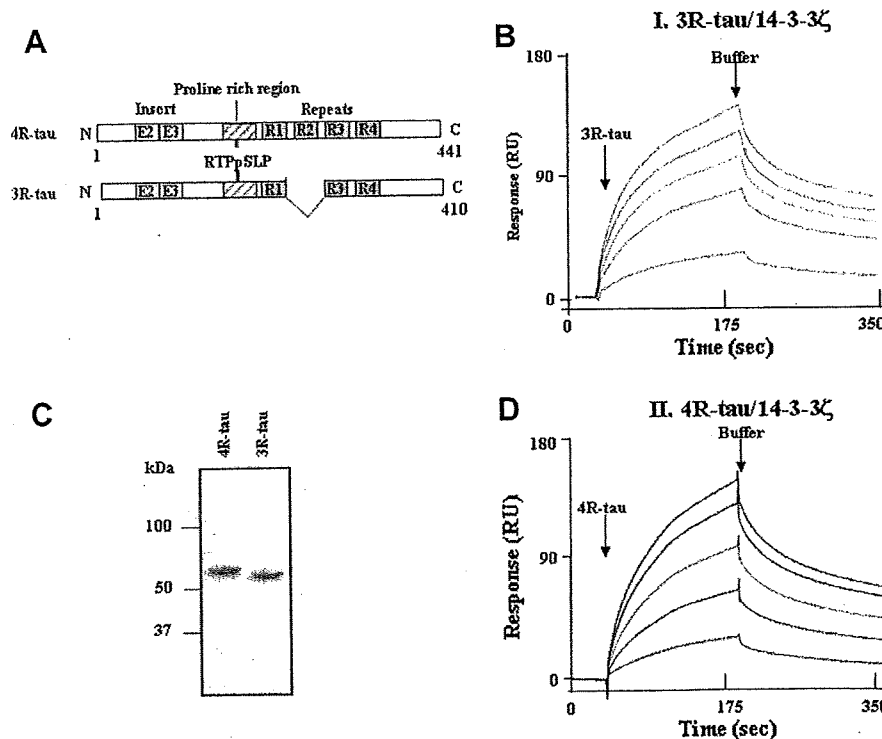 A
Proline rich region
Insert Repeats
4R-tau N E2 E3 R1 R2 R3 R4 C
1 441
RTPpSLP
3R-tau N E2 E3 R1 R3 R4 C
1 410
B
I. 3R-tau/14-3-3ζ
180
Buffer
3R-tau
90
Response (RU)
0
0 175 350
Time (sec)
C
4R-tau 3R-tau
kDa
100
50
37
D
II. 4R-tau/14-3-3ζ
180
Buffer
4R-tau
90
Response (RU)
0
0 175 350
Time (sec)